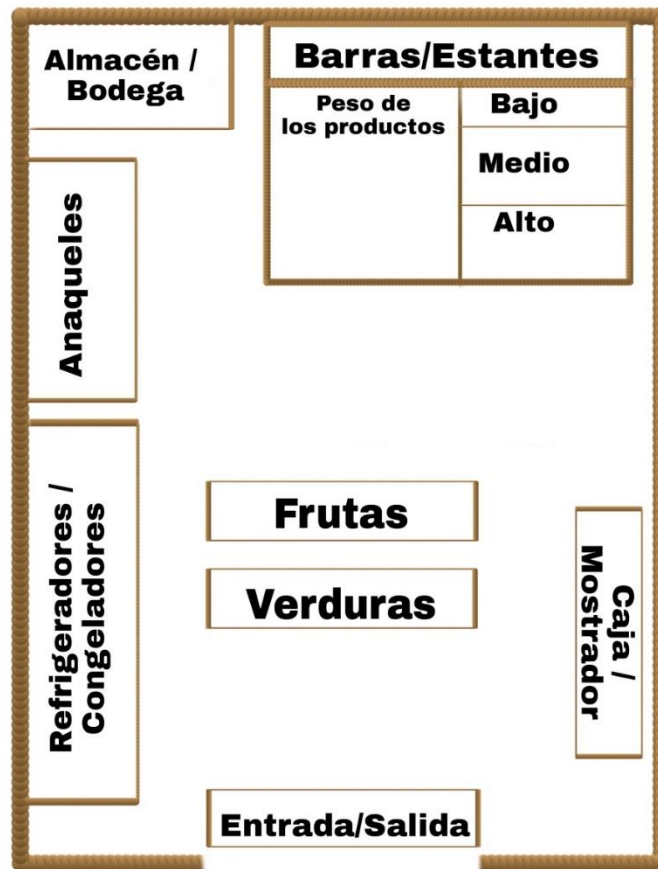 Almacén /
Bodega
Barras/Estantes
Peso de
los productos
Bajo
Medio
Alto
Anaqueles
Refrigeradores /
Congeladores
Frutas
Verduras
Caja /
Mostrador
Entrada/Salida